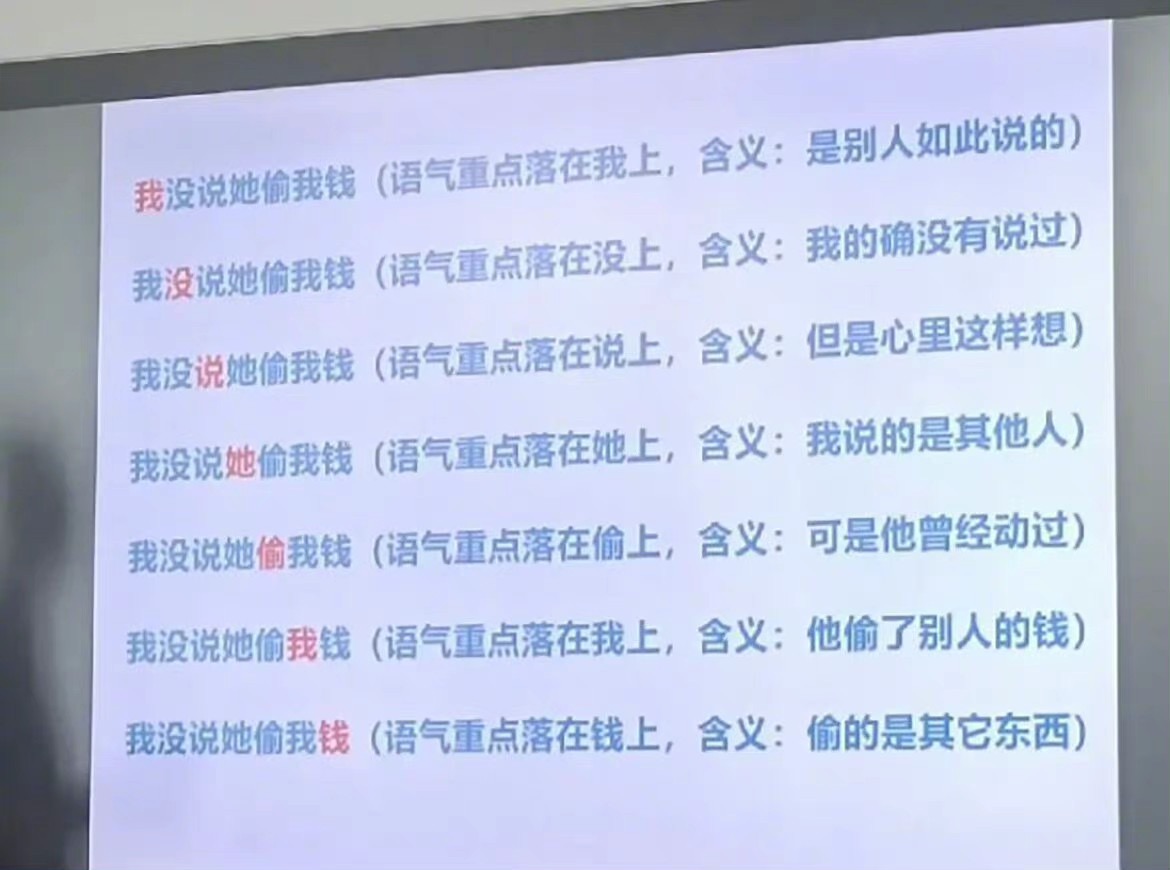 我没说她偷我钱（语气重点落在我上，含义：是别人如此说的）
我没说她偷我钱（语气重点落在没上，含义：我的确没有说过）
我没说她偷我钱（语气重点落在说上，含义：但是心里这样想）
我没说她偷我钱（语气重点落在她上，含义：我说的是其他人）
我没说她偷我钱（语气重点落在偷上，含义：可是他曾经动过）
我没说她偷我钱（语气重点落在我上，含义：他偷了别人的钱）
我没说她偷我钱（语气重点落在钱上，含义：偷的是其它东西）